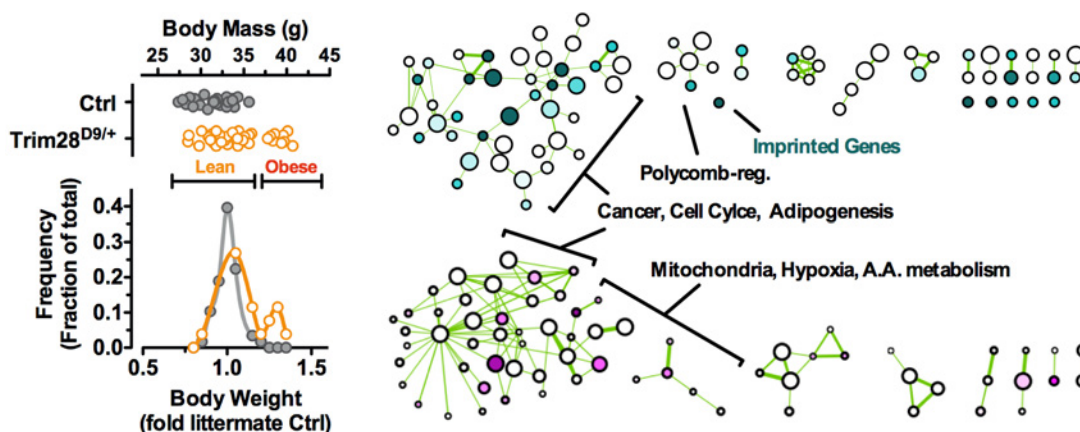 Body Mass (g)
25 30 35 40 45
Ctrl
Trim28D9/+
Lean Obese
Frequency
(Fraction of total)
0.4
0.3
0.2
0.1
0.0
0.5 1.0 1.5
Body Weight
(fold littermate Ctrl)
Imprinted Genes
Polycomb-reg.
Cancer, Cell Cylce, Adipogenesis
Mitochondria, Hypoxia, A.A. metabolism